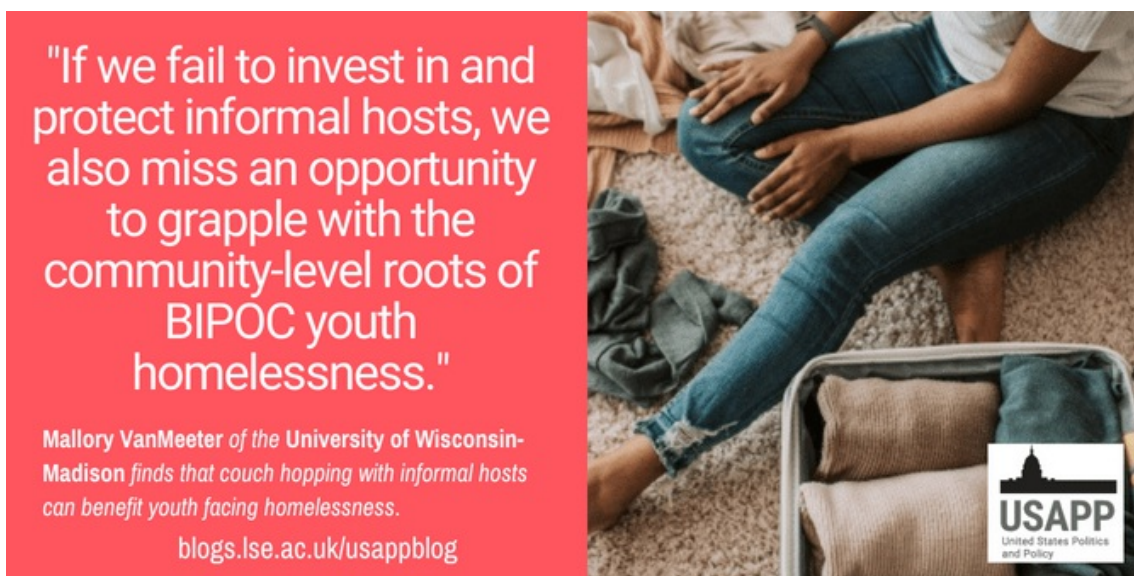 "If we fail to invest in and
protect informal hosts, we
also miss an opportunity
to grapple with the
community-level roots of
BIPOC youth
homelessness."
Mallory VanMeeter of the University of Wisconsin-
Madison finds that couch hopping with informal hosts
can benefit youth facing homelessness.
blogs.lse.ac.uk/usappblog
USAPP
United States Politics
and Policy